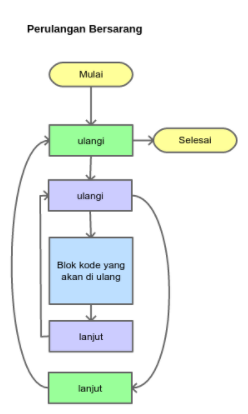 Perulangan Bersarang
Mulai
ulangi
Selesai
ulangi
Blok kode yang
akan di ulang
lanjut
lanjut